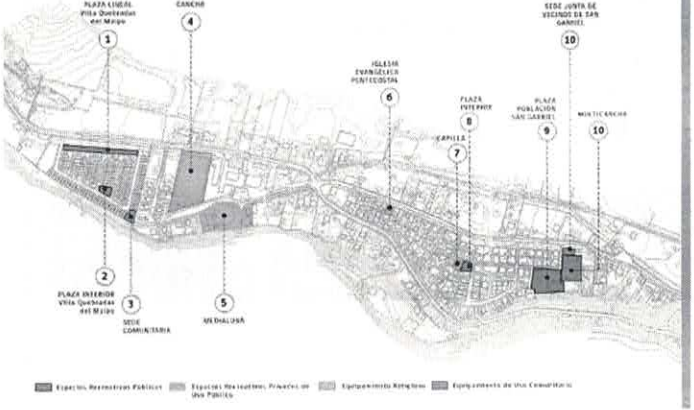 PLAZA LINEAL
Villa Quebradas
del Maipo
1
CANCHA
4
SEDE JUNTA DE
VECINOS DE SAN
GABRIEL
10
IGLESIA
EVANGÉLICA
PENTECOSTAL
6
PLAZA
INTERIOR
8
CAPILLA
7
PLAZA
POBLACIÓN
SAN GABRIEL
9
MULTICANCHA
10
2
PLAZA INTERIOR
Villa Quebradas
del Maipo
3
SEDE
COMUNITARIA
5
MEDIALUNA
Espacios Recreativos Públicos
Espacios Recreativos Privados de
Uso Público
Equipamiento Religioso
Equipamiento de Uso Comunitario